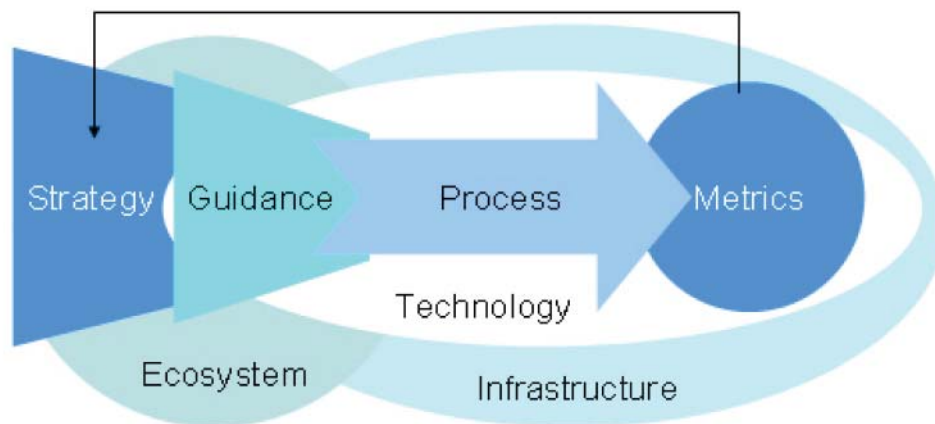 Strategy
Guidance
Process
Metrics
Technology
Ecosystem
Infrastructure